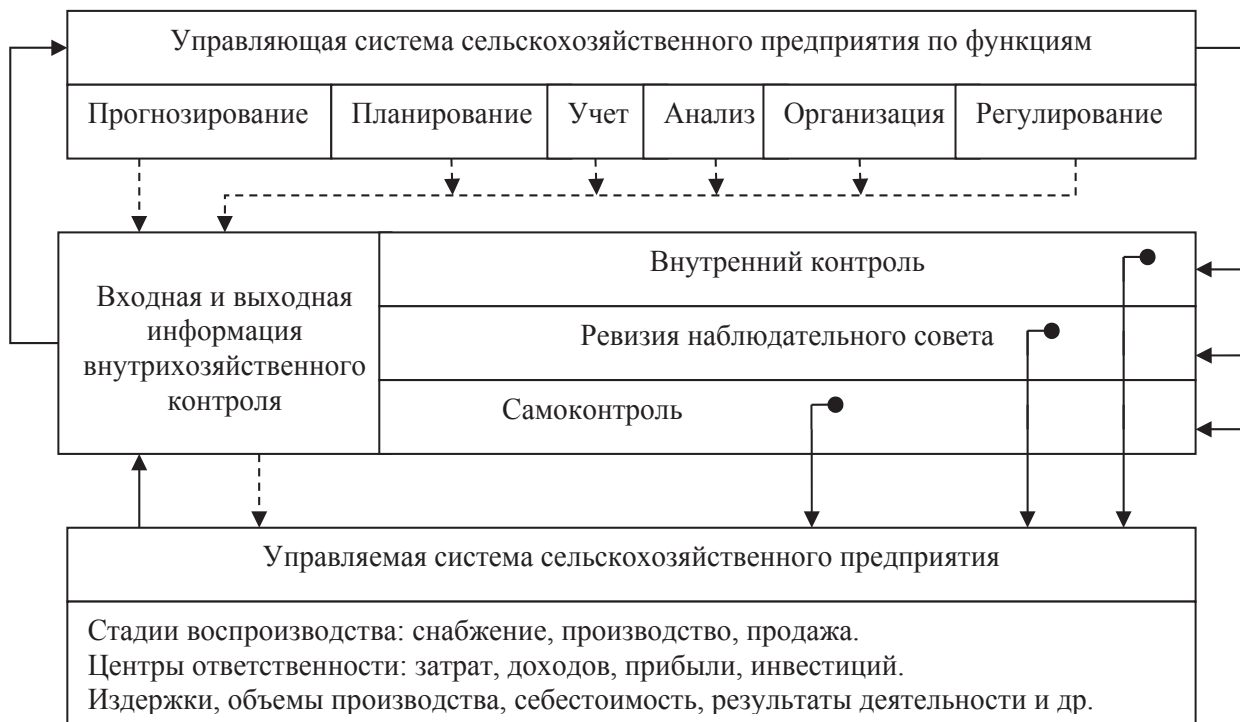 Управляющая система сельскохозяйственного предприятия по функциям
Прогнозирование
Планирование
Учет
Анализ
Организация
Регулирование
Входная и выходная
информация
внутрихозяйственного
контроля
Внутренний контроль
Ревизия наблюдательного совета
Самоконтроль
Управляемая система сельскохозяйственного предприятия
Стадии воспроизводства: снабжение, производство, продажа.
Центры ответственности: затрат, доходов, прибыли, инвестиций.
Издержки, объемы производства, себестоимость, результаты деятельности и др.